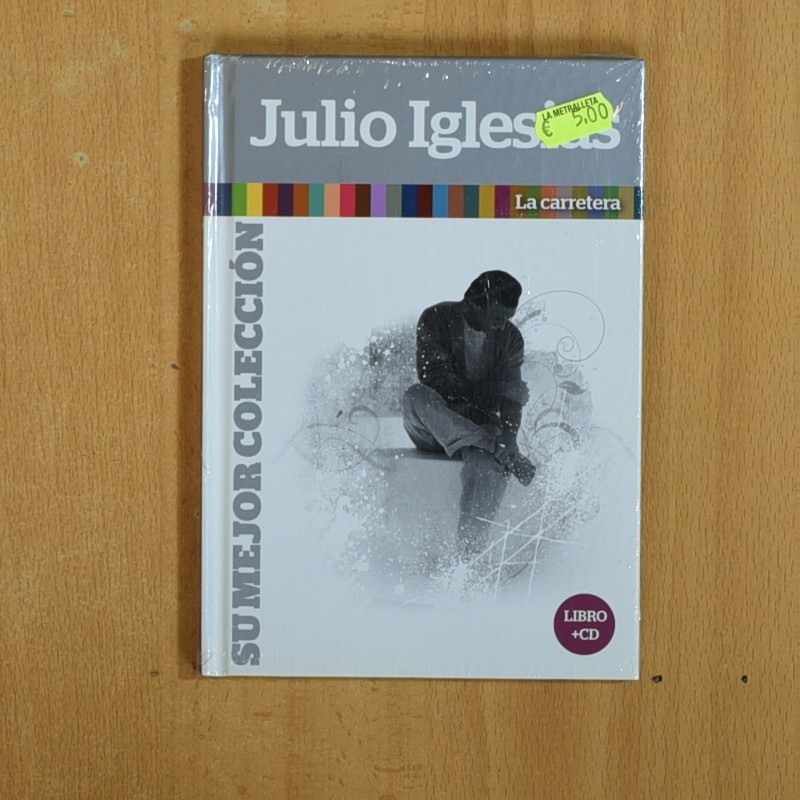 Julio Iglesias
LA METRALLETA
€ 5,00
La carretera
SU MEJOR COLECCIÓN
LIBRO
+CD